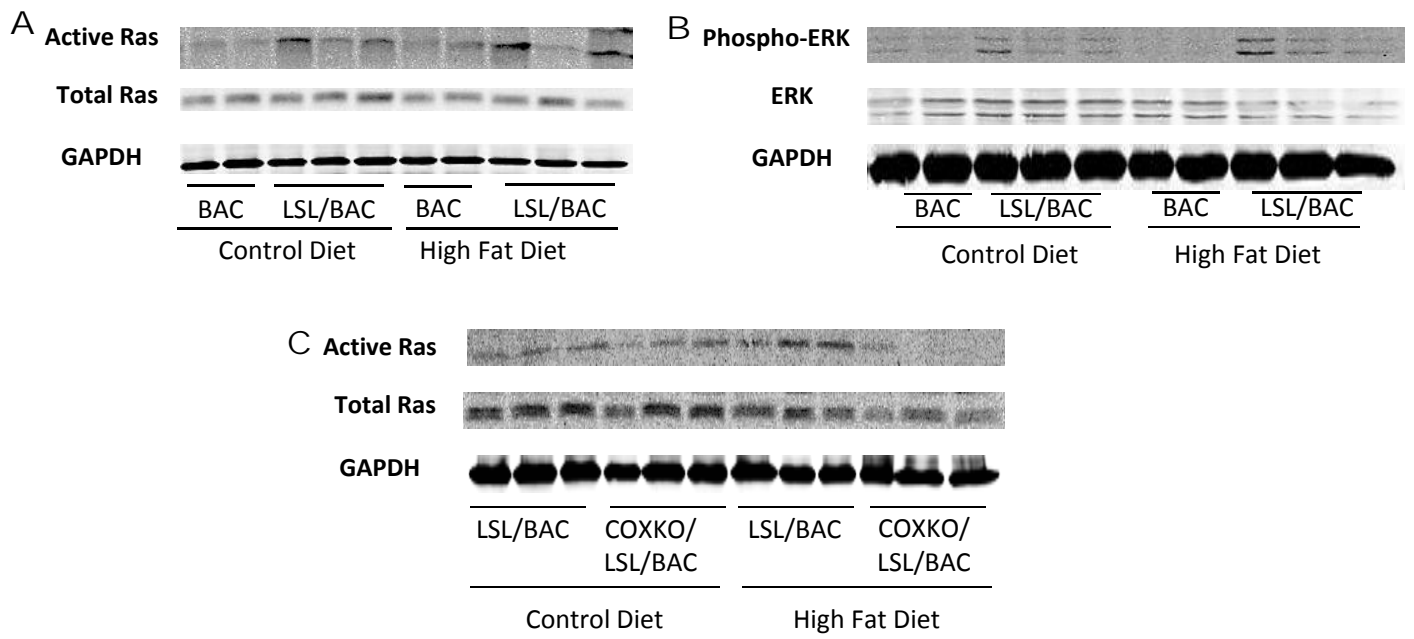 A Active Ras
Total Ras
GAPDH
BAC LSL/BAC BAC LSL/BAC
Control Diet High Fat Diet
B Phospho-ERK
ERK
GAPDH
BAC LSL/BAC BAC LSL/BAC
Control Diet High Fat Diet
C Active Ras
Total Ras
GAPDH
LSL/BAC COXKO/ LSL/BAC COXKO/
LSL/BAC LSL/BAC
Control Diet High Fat Diet